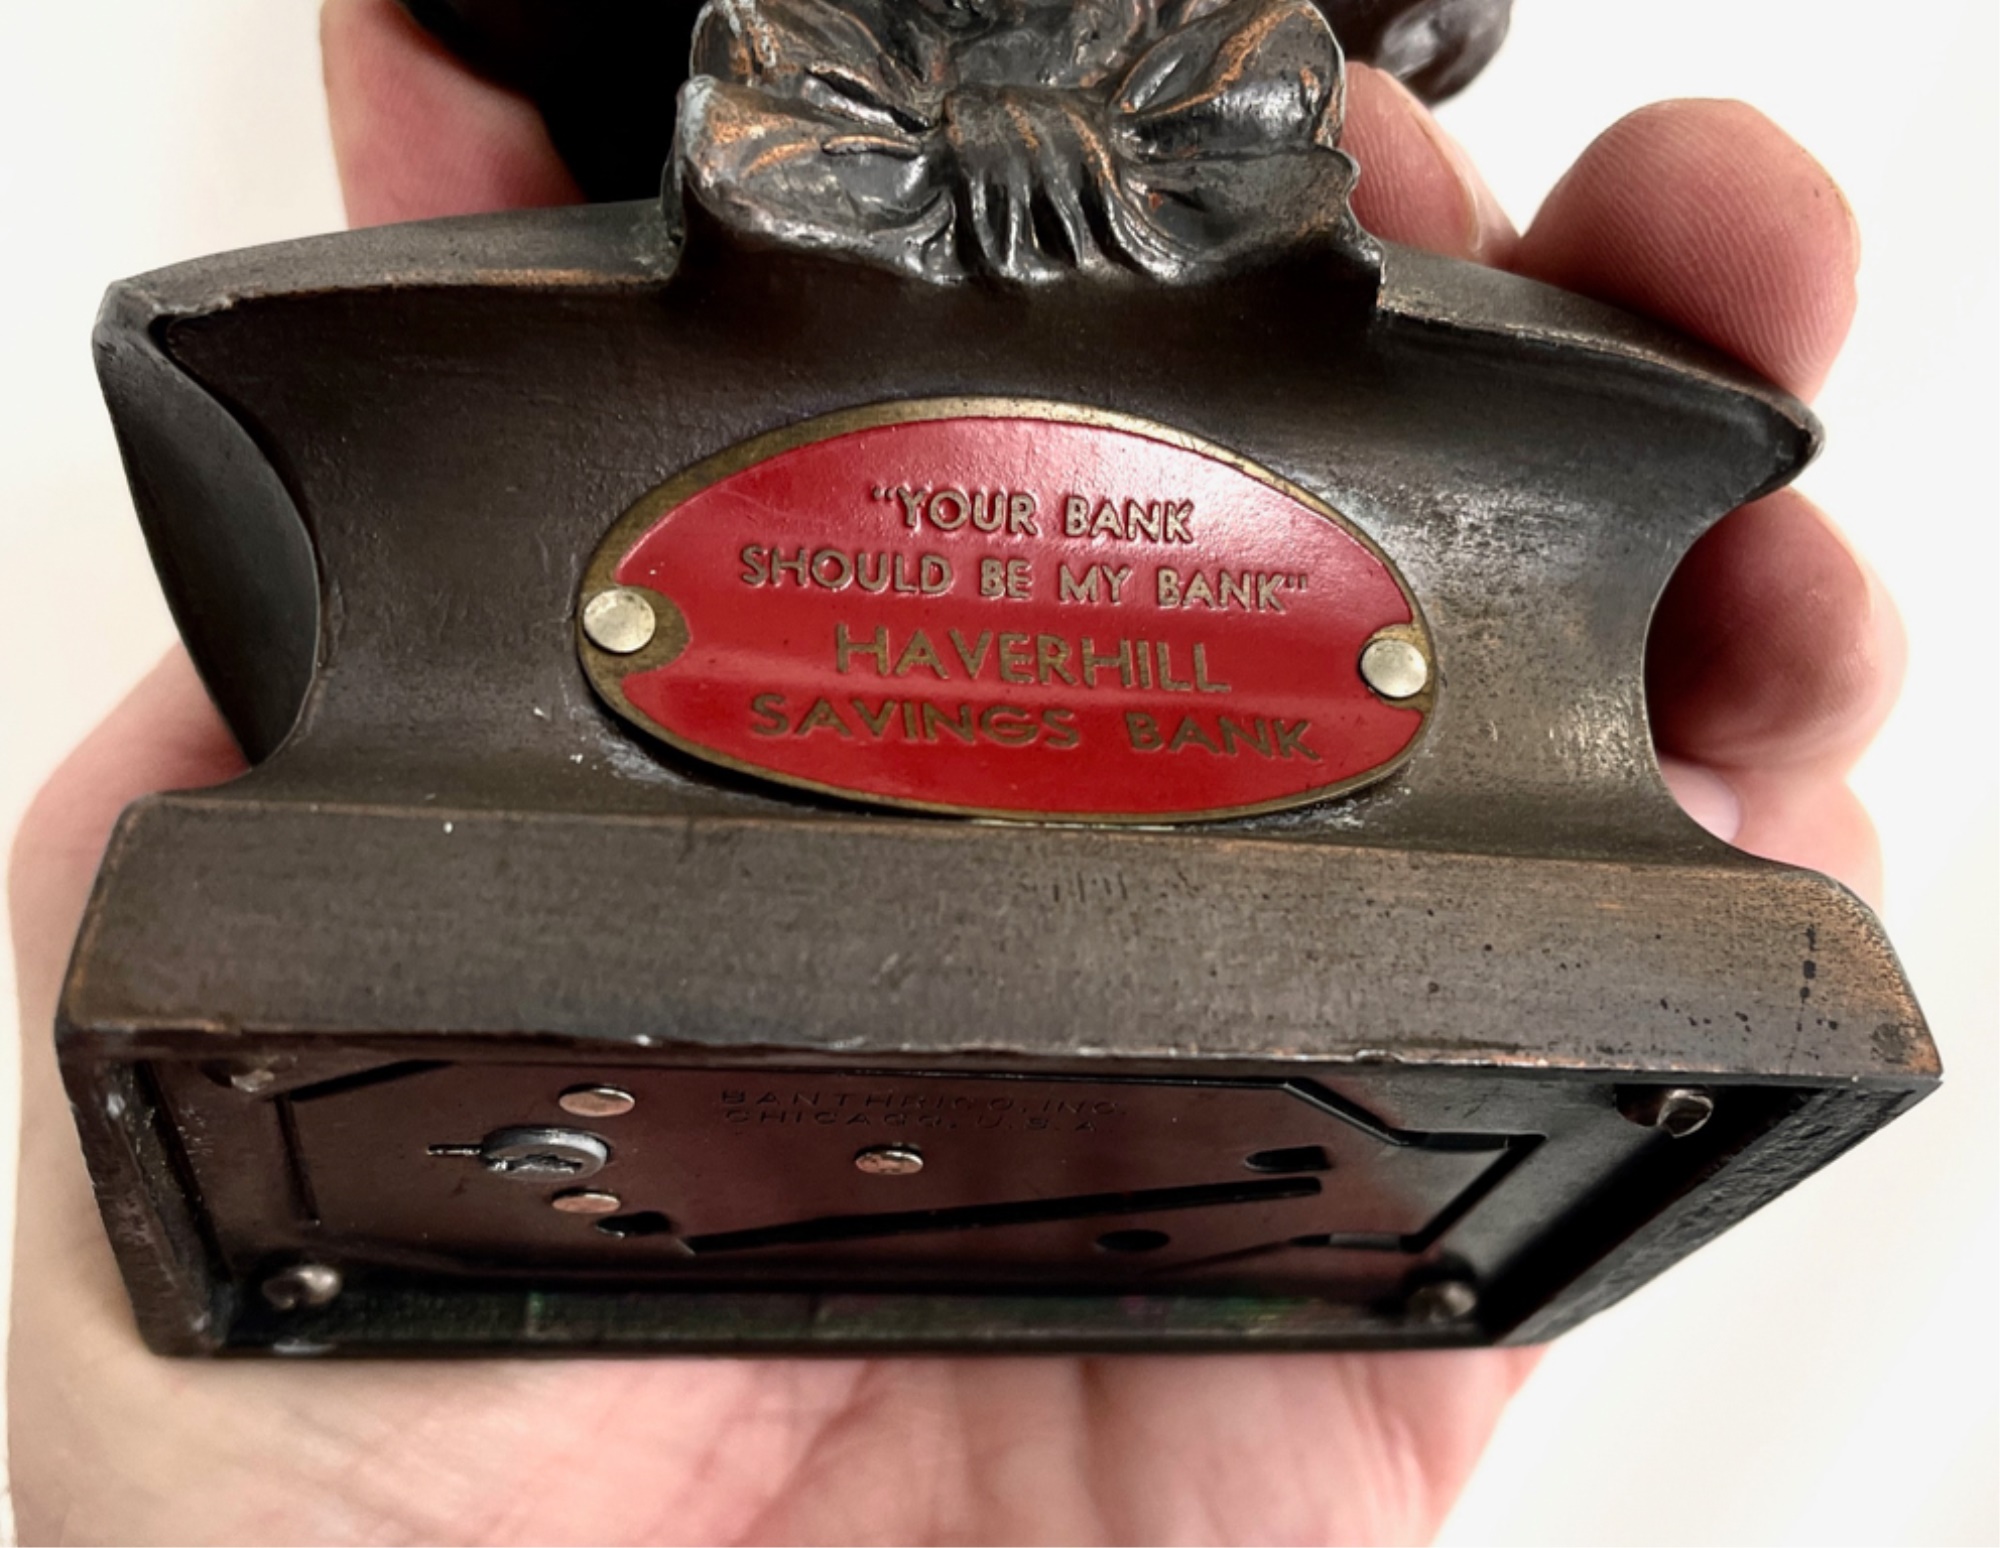 "YOUR BANK
SHOULD BE MY BANK"
HAVERHILL
SAVINGS BANK
BANTHRICO, INC.
CHICAGO, U.S.A.